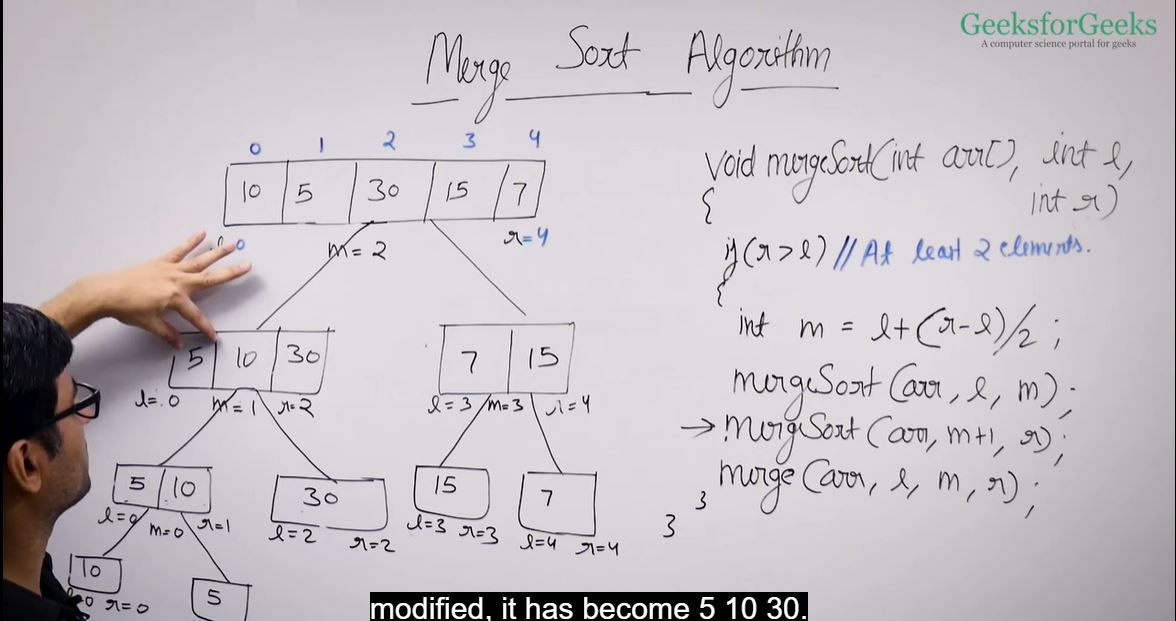 GeeksforGeeks
A computer science portal for geeks
Merge Sort Algorithm
0 1 2 3 4
10 5 30 15 7
0
m = 2
r=4
5 10 30
l=0 m=1 r=2
7 15
l=3 m=3 r=4
5 10
l=0 m=0 r=1
30
l=2 r=2
15
l=3 r=3
7
l=4 r=4
10
r=0
5
void mergeSort(int arr[], int l,
int r)
{
if(r>l) //At least 2 elements.
{
int m = l+(r-l)/2;
mergeSort(arr, l, m);
→ mergeSort(arr, m+1, r);
merge(arr, l, m, r);
}
}
modified, it has become 5 10 30.